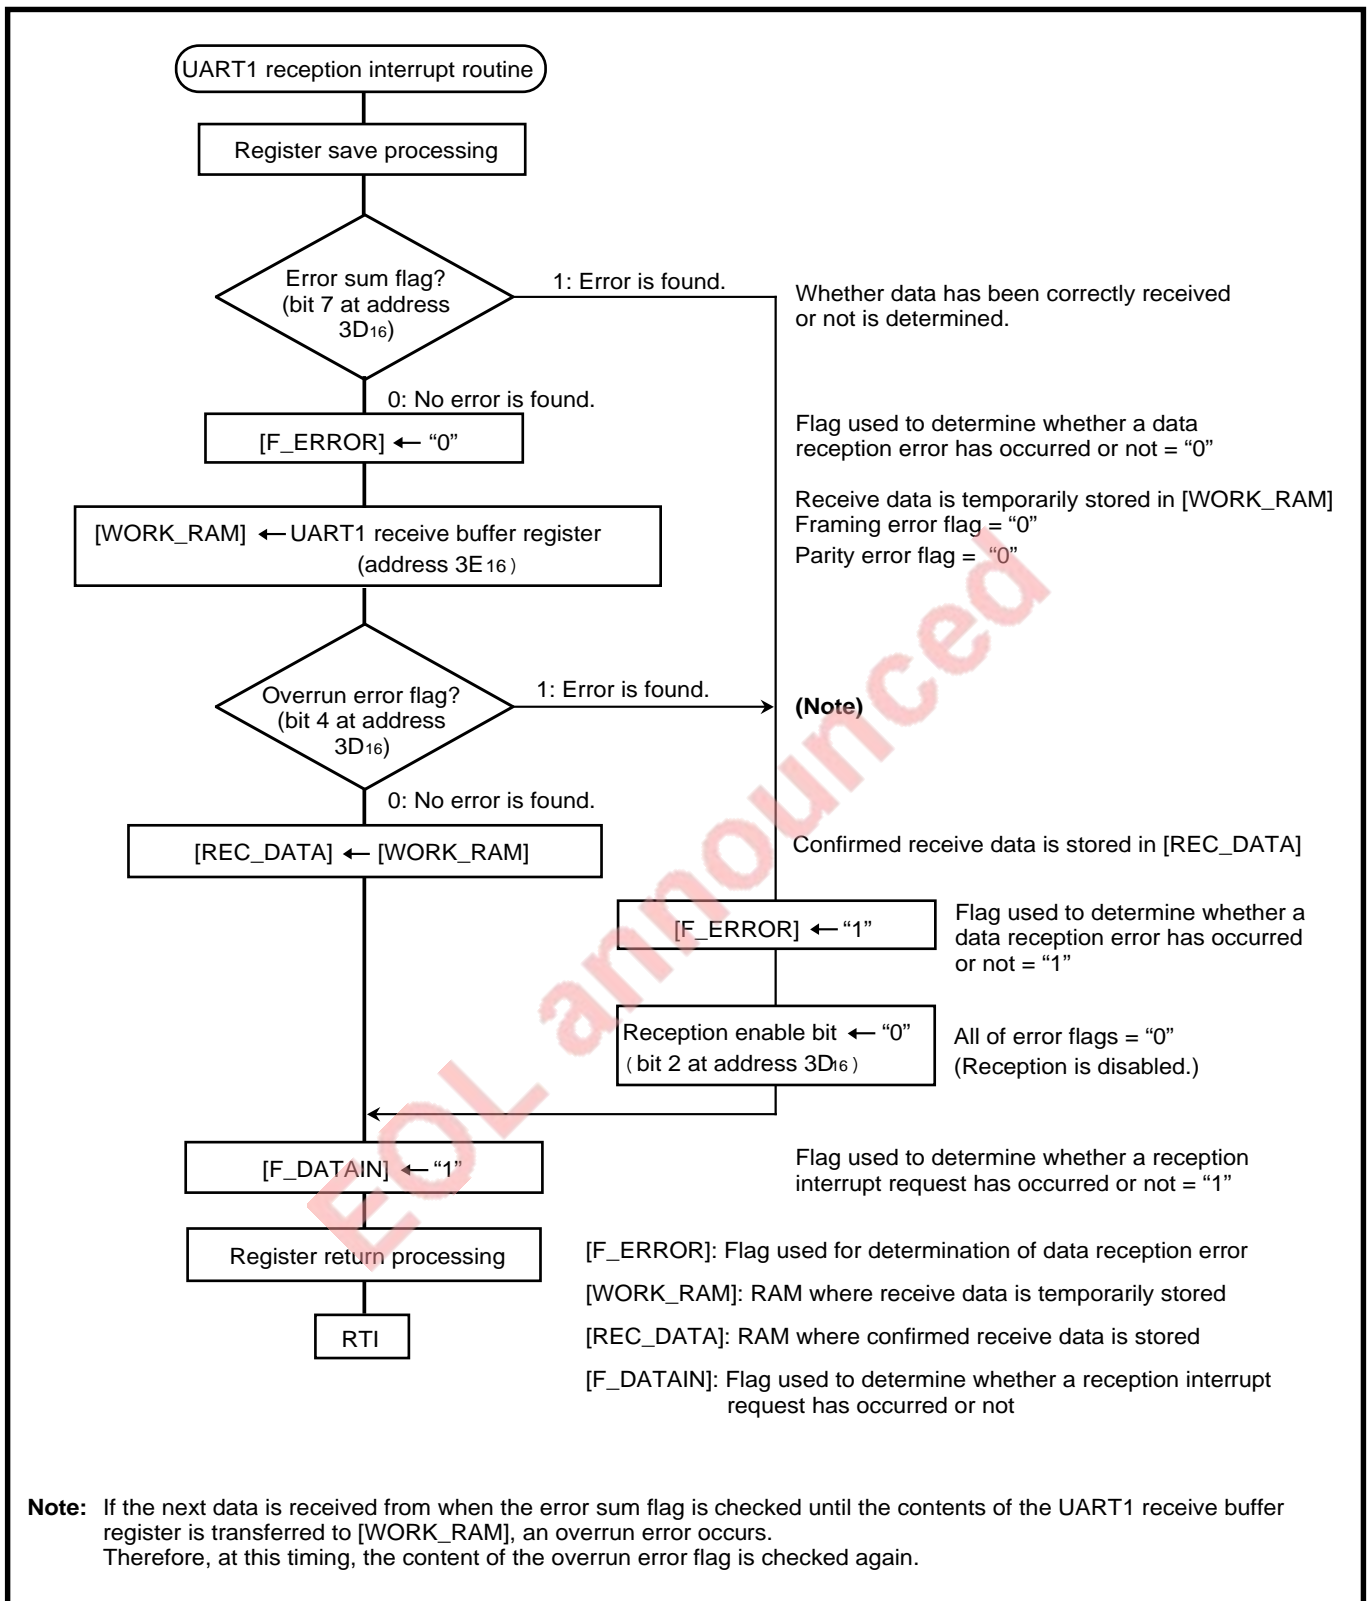 UART1 reception interrupt routine
Register save processing
Error sum flag?
(bit 7 at address
3D16)
1: Error is found.
Whether data has been correctly received
or not is determined.
0: No error is found.
[F_ERROR] ← “0”
Flag used to determine whether a data
reception error has occurred or not = “0”
[WORK_RAM] ← UART1 receive buffer register
(address 3E16)
Receive data is temporarily stored in [WORK_RAM]
Framing error flag = “0”
Parity error flag = “0”
Overrun error flag?
(bit 4 at address
3D16)
1: Error is found.
(Note)
0: No error is found.
[REC_DATA] ← [WORK_RAM]
Confirmed receive data is stored in [REC_DATA]
[F_ERROR] ← “1”
Flag used to determine whether a
data reception error has occurred
or not = “1”
Reception enable bit ← “0”
(bit 2 at address 3D16)
All of error flags = “0”
(Reception is disabled.)
[F_DATAIN] ← “1”
Flag used to determine whether a reception
interrupt request has occurred or not = “1”
Register return processing
RTI
[F_ERROR]: Flag used for determination of data reception error
[WORK_RAM]: RAM where receive data is temporarily stored
[REC_DATA]: RAM where confirmed receive data is stored
[F_DATAIN]: Flag used to determine whether a reception interrupt
request has occurred or not
Note: If the next data is received from when the error sum flag is checked until the contents of the UART1 receive buffer
register is transferred to [WORK_RAM], an overrun error occurs.
Therefore, at this timing, the content of the overrun error flag is checked again.
EOL announced